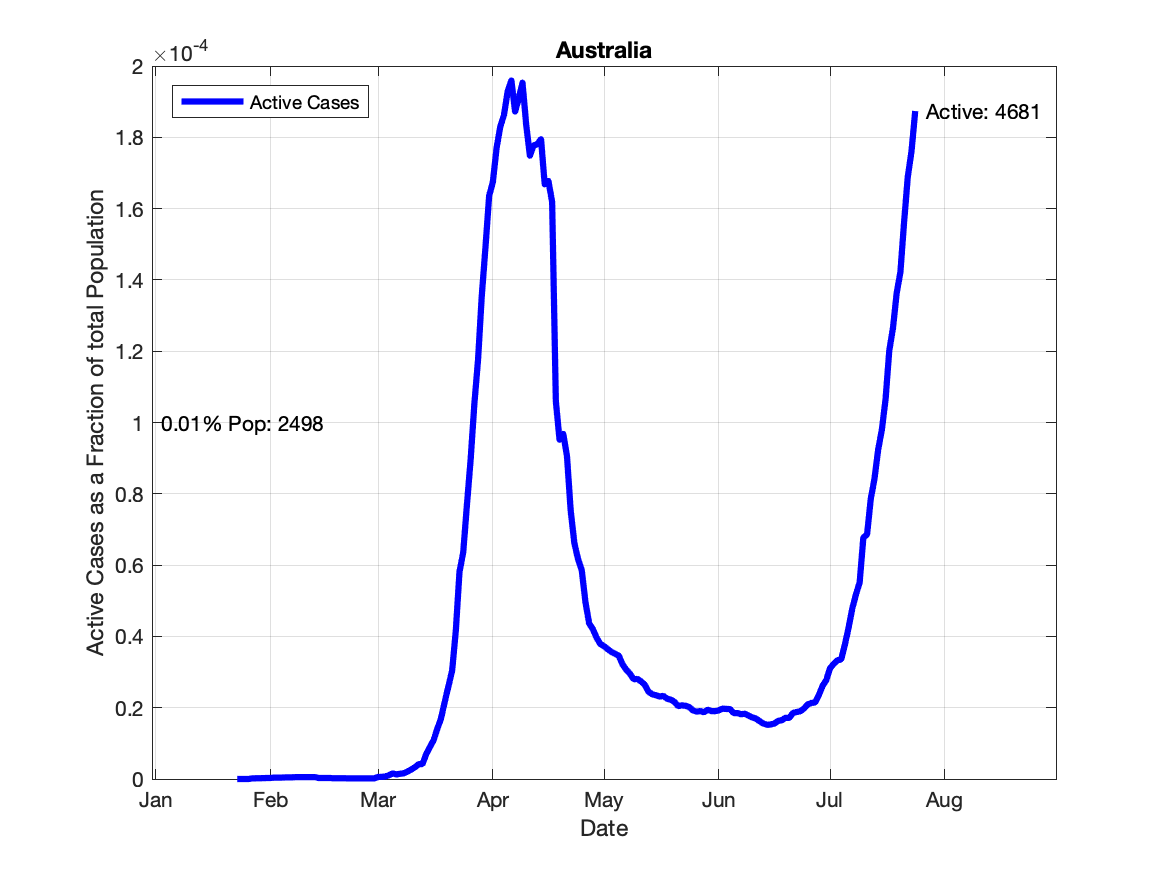 Australia
×10-4
2
1.8
1.6
1.4
1.2
1
0.8
0.6
0.4
0.2
0
Active Cases as a Fraction of total Population
Active Cases
Active: 4681
0.01% Pop: 2498
Jan Feb Mar Apr May Jun Jul Aug
Date